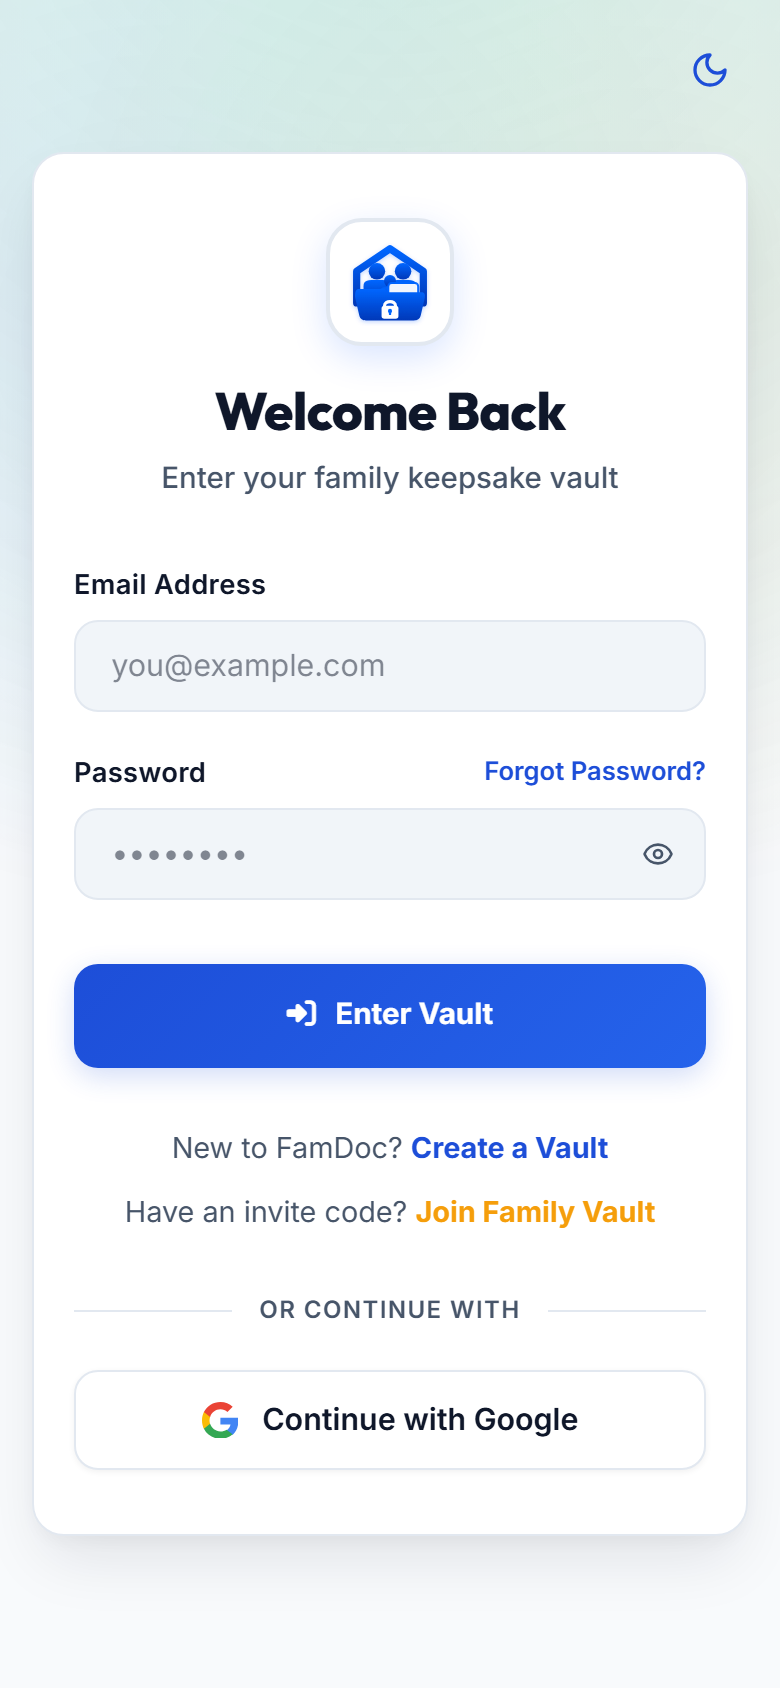 Welcome Back
Enter your family keepsake vault
Email Address
you@example.com
Password Forgot Password?
••••••••
Enter Vault
New to FamDoc? Create a Vault
Have an invite code? Join Family Vault
OR CONTINUE WITH
Continue with Google